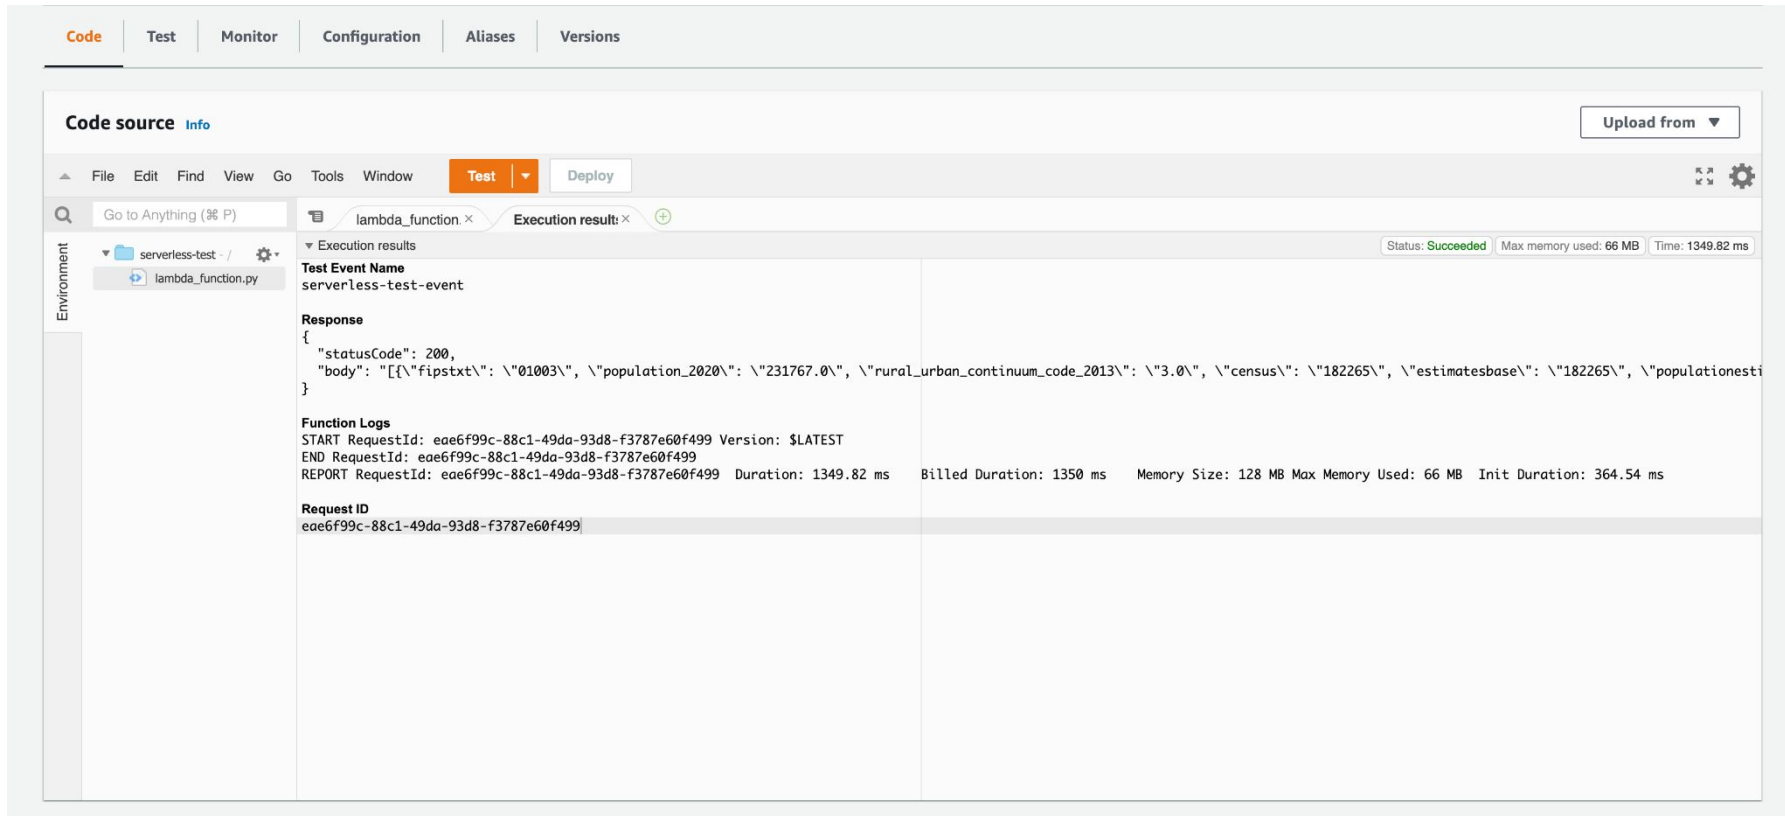 Code Test Monitor Configuration Aliases Versions
Code source Info
Upload from
File Edit Find View Go Tools Window Test Deploy
Go to Anything (⌘ P)
lambda_function.
Execution results
Environment
serverless-test - /
lambda_function.py
Execution results
Status: Succeeded Max memory used: 66 MB Time: 1349.82 ms
Test Event Name
serverless-test-event
Response
{
"statusCode": 200,
"body": "[{\"fipstxt\": \"01003\", \"population_2020\": \"231767.0\", \"rural_urban_continuum_code_2013\": \"3.0\", \"census\": \"182265\", \"estimatesbase\": \"182265\", \"populationesti
}
Function Logs
START RequestId: eae6f99c-88c1-49da-93d8-f3787e60f499 Version: $LATEST
END RequestId: eae6f99c-88c1-49da-93d8-f3787e60f499
REPORT RequestId: eae6f99c-88c1-49da-93d8-f3787e60f499 Duration: 1349.82 ms Billed Duration: 1350 ms Memory Size: 128 MB Max Memory Used: 66 MB Init Duration: 364.54 ms
Request ID
eae6f99c-88c1-49da-93d8-f3787e60f499